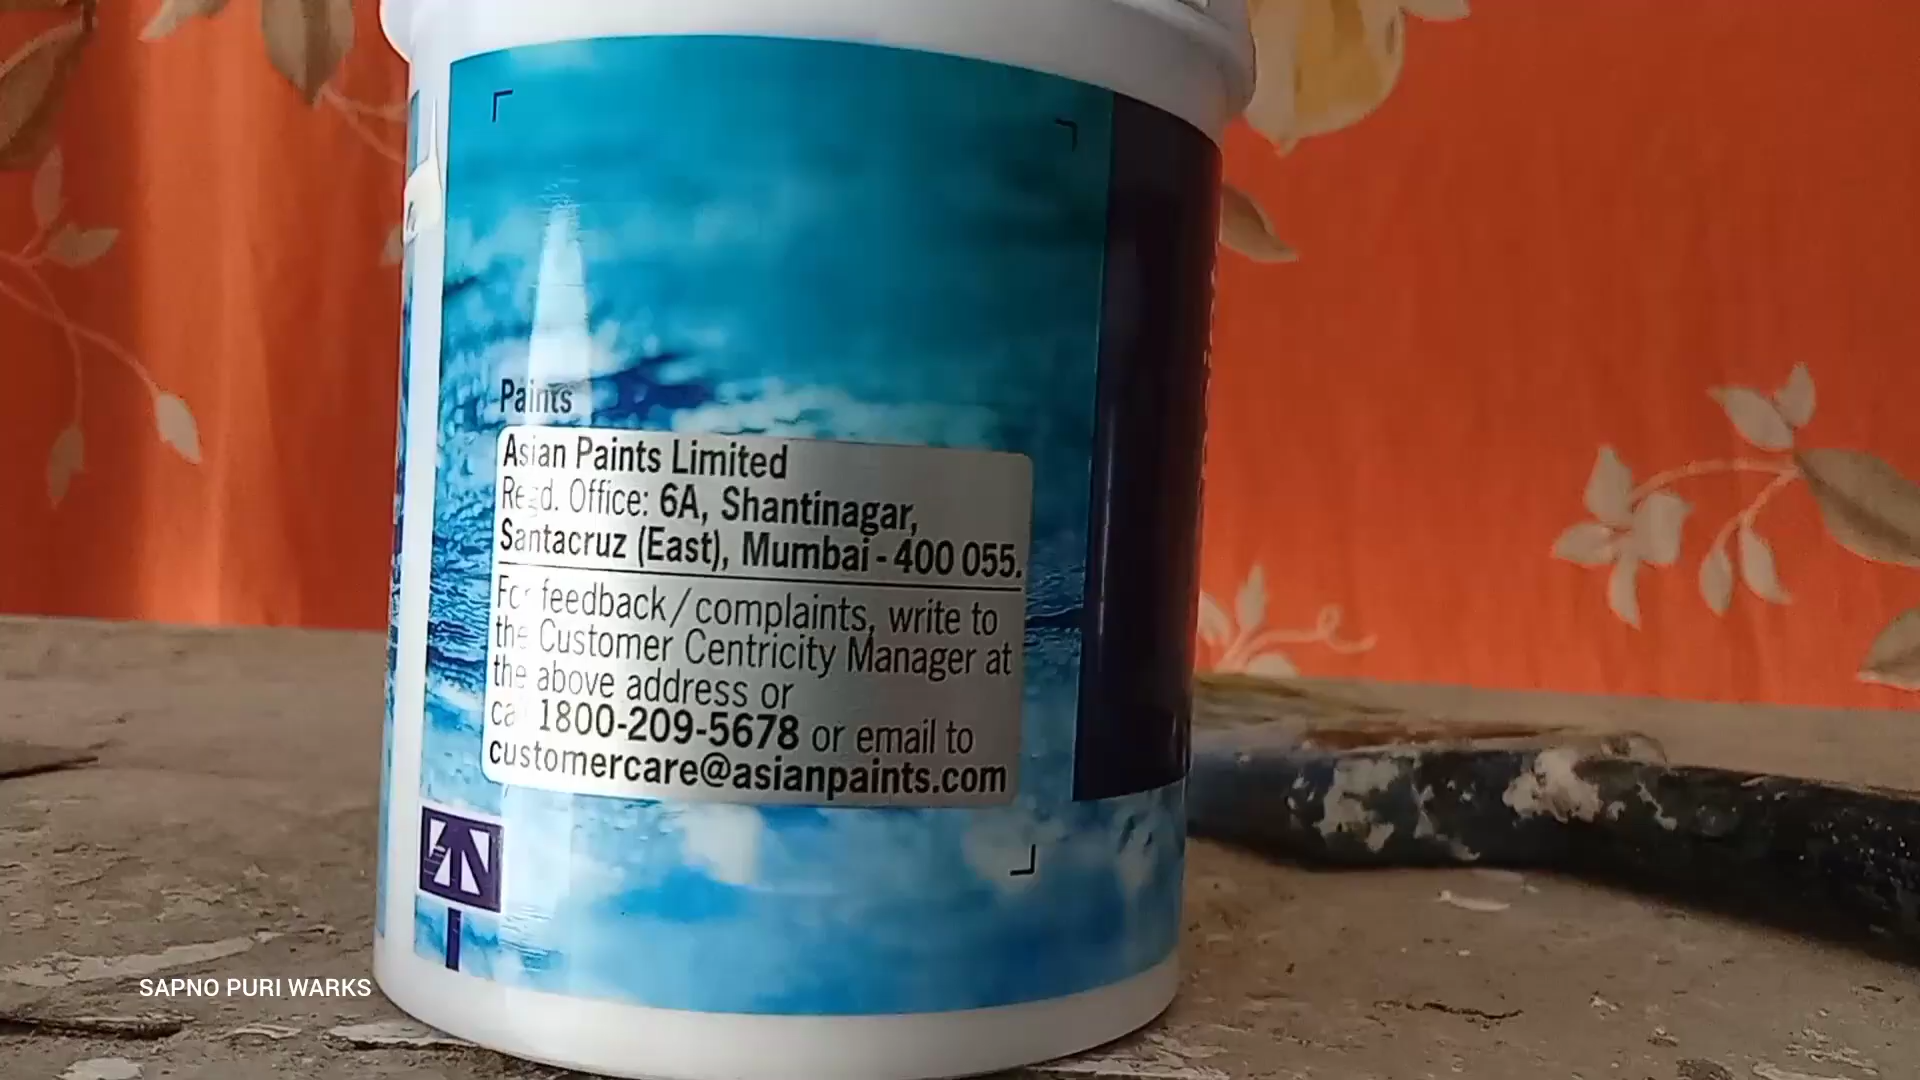 Paints
Asian Paints Limited
Regd. Office: 6A, Shantinagar,
Santacruz (East), Mumbai - 400 055.
For feedback/complaints, write to
the Customer Centricity Manager at
the above address or
call 1800-209-5678 or email to
customercare@asianpaints.com
SAPNO PURI WARKS